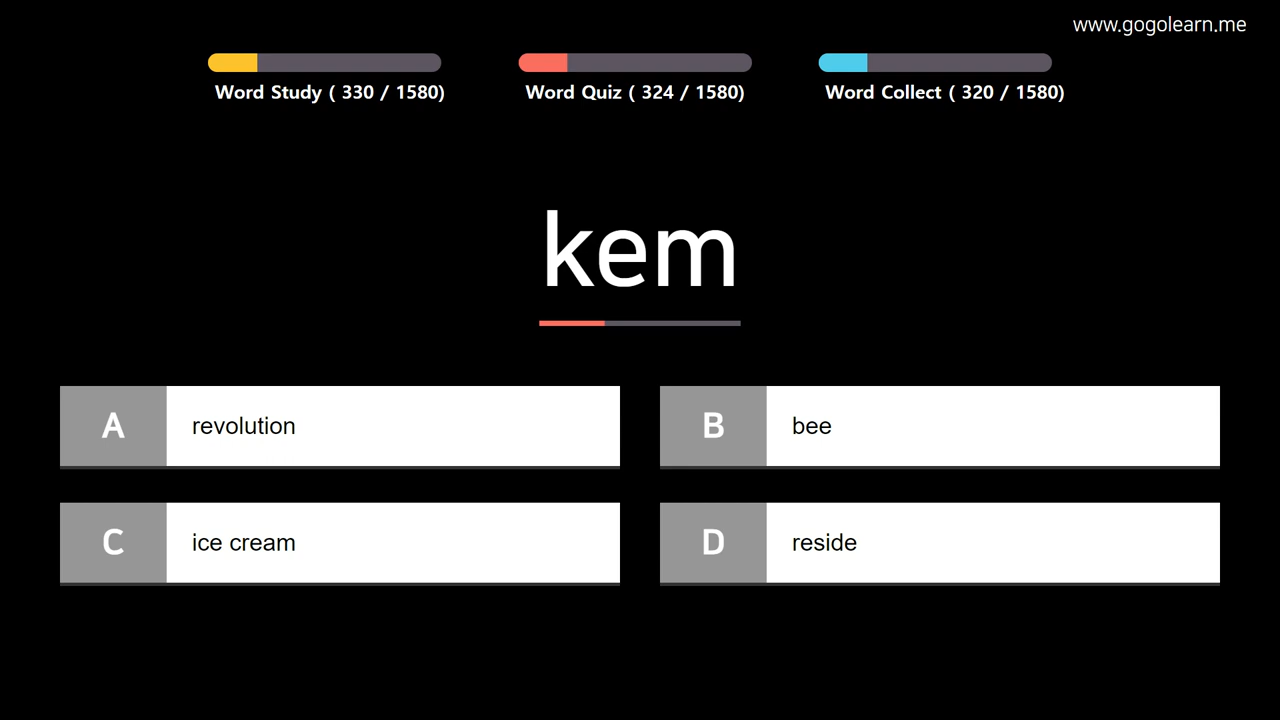 www.gogolearn.me
Word Study ( 330 / 1580)
Word Quiz ( 324 / 1580)
Word Collect ( 320 / 1580)
kem
A revolution
B bee
C ice cream
D reside